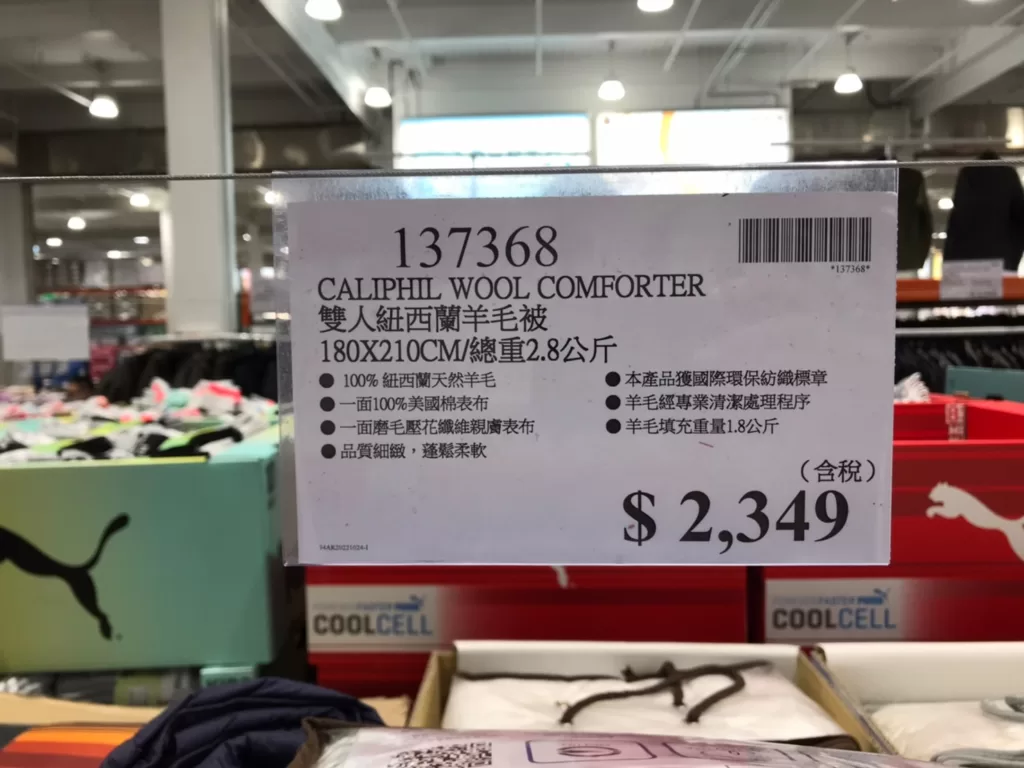 137368
*137368*
CALIPHIL WOOL COMFORTER
雙人紐西蘭羊毛被
180X210CM/總重2.8公斤
● 100% 紐西蘭天然羊毛
● 一面100%美國棉表布
● 一面磨毛壓花纖維親膚表布
● 品質細緻，蓬鬆柔軟
● 本產品獲國際環保紡織標章
● 羊毛經專業清潔處理程序
● 羊毛填充重量1.8公斤
（含稅）
$ 2,349
COOLCELL
COOLCELL